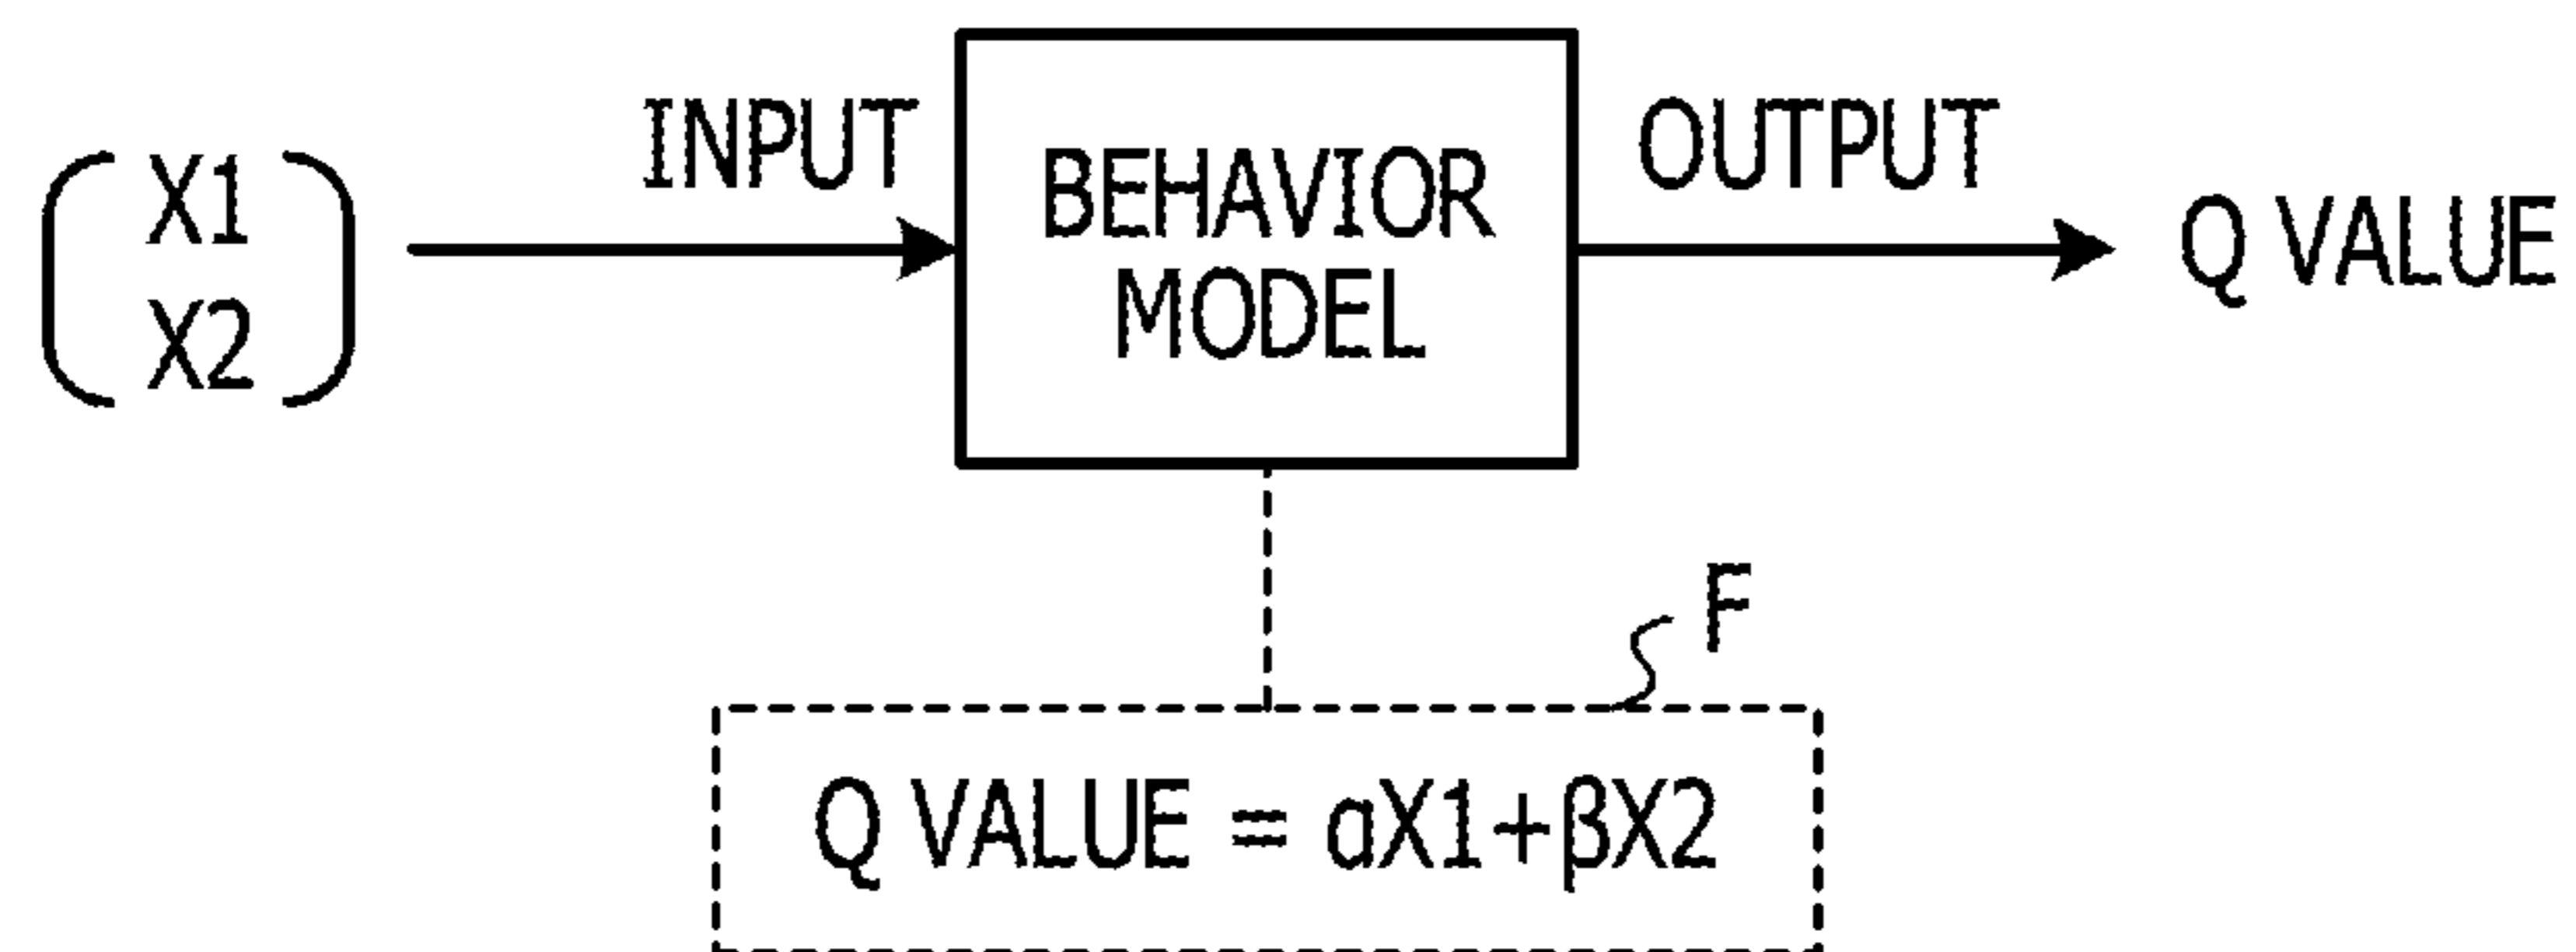 X1
X2
INPUT
BEHAVIOR
MODEL
OUTPUT
Q VALUE
F
Q VALUE = αX1+βX2